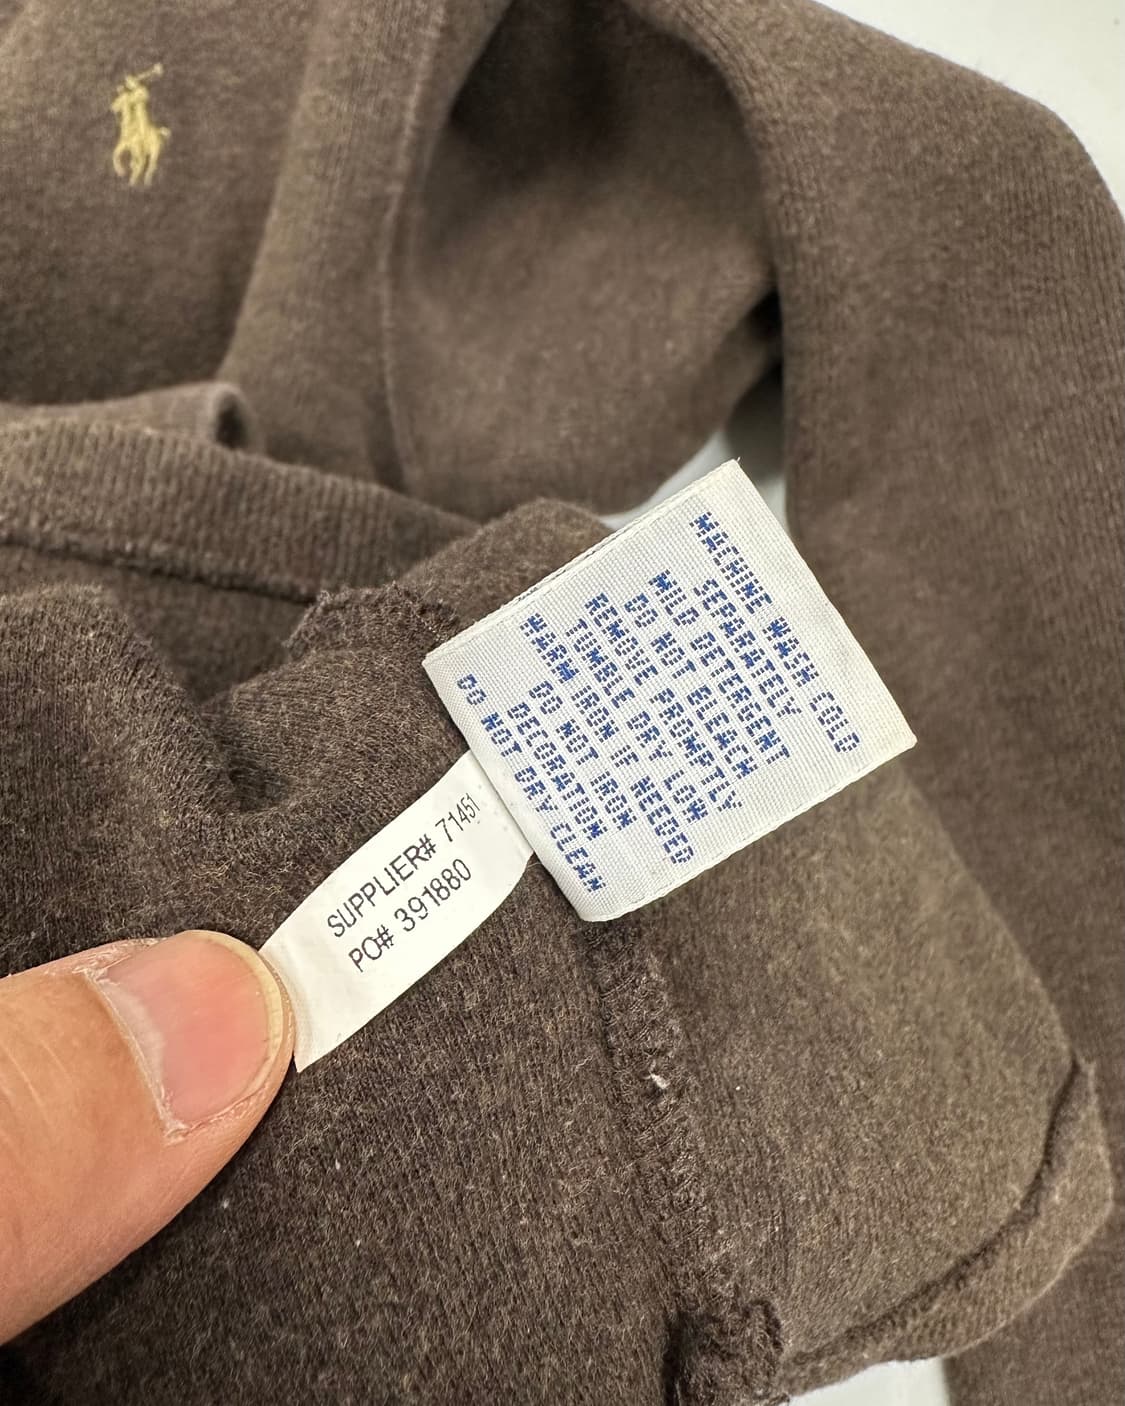 MACHINE WASH COLD
SEPARATELY
MILD DETERGENT
DO NOT BLEACH
REMOVE PROMPTLY
TUMBLE DRY LOW
WARM IRON IF NEEDED
DO NOT IRON
DECORATION
DO NOT DRY CLEAN
SUPPLIER# 71451
PO# 391880